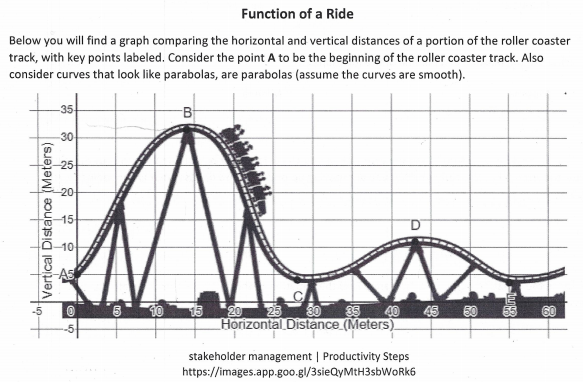 Function of a Ride
Below you will find a graph comparing the horizontal and vertical distances of a portion of the roller coaster
track, with key points labeled. Consider the point A to be the beginning of the roller coaster track. Also
consider curves that look like parabolas, are parabolas (assume the curves are smooth).
Vertical Distance (Meters)
35
30
25
20
15
10
5
-5
A
B
C
D
E
-5 0 5 10 15 20 25 30 35 40 45 50 55 60
Horizontal Distance (Meters)
stakeholder management | Productivity Steps
https://images.app.goo.gl/3sieQyMtH3sbWoRk6